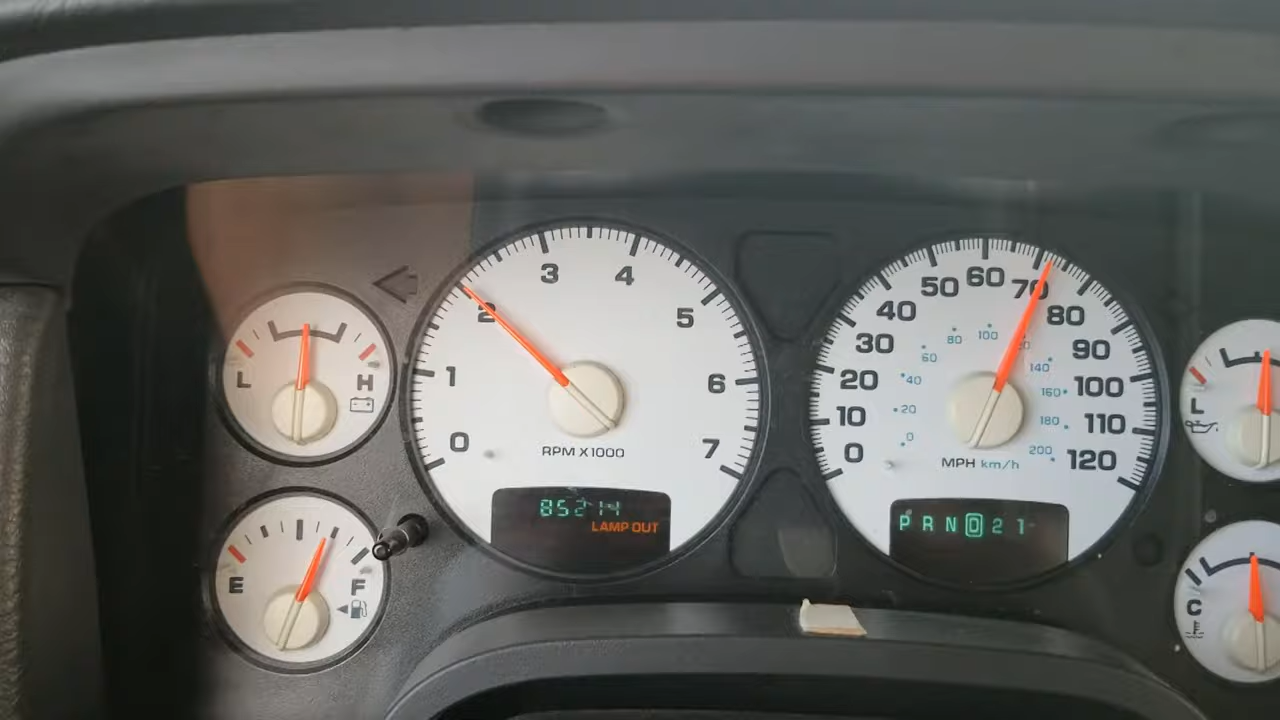 L H
E F
0 1 2 3 4 5 6 7
RPM X1000
85214
LAMP OUT
0 10 20 30 40 50 60 70 80 90 100 110 120
0 20 40 60 80 100 140 160 180 200
MPH km/h
P R N D 2 1
L
C